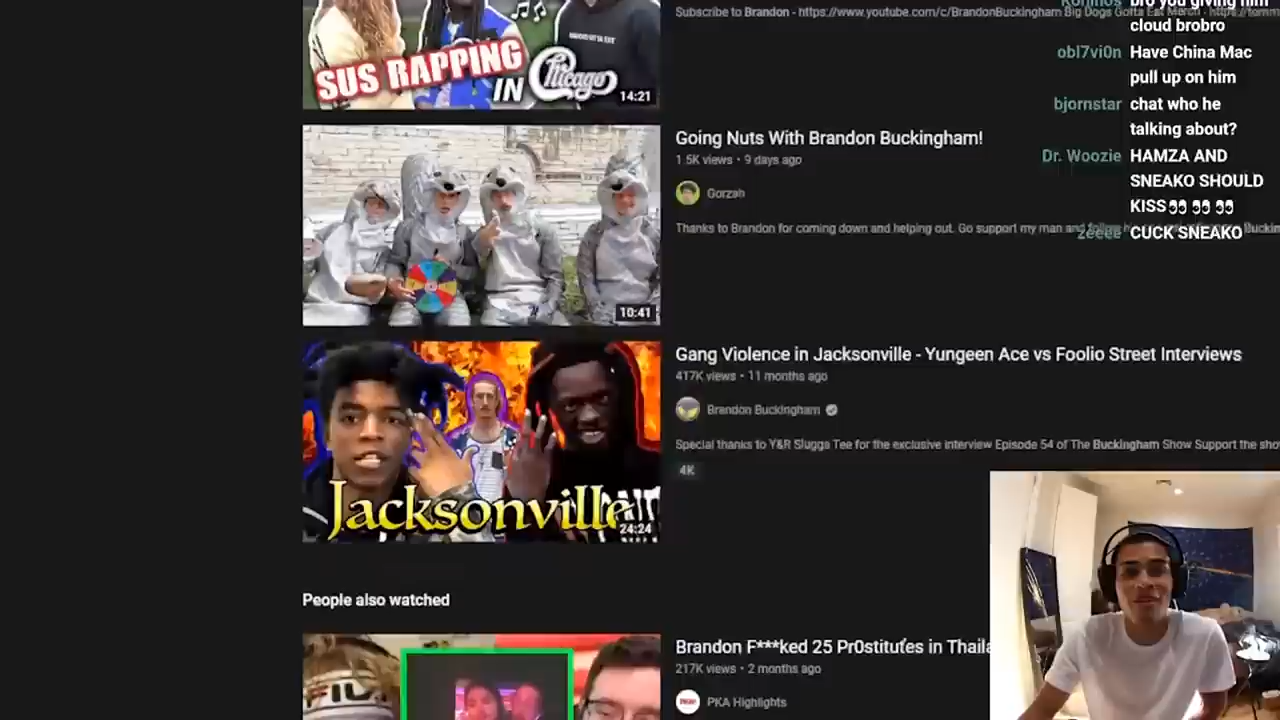 Subscribe to Brandon - https://www.youtube.com/c/BrandonBuckingham Big Dogs Gotta Eat Merch - https://tomm
SUS RAPPING
IN Chicago
14:21
bro you giving him
cloud brobro
obl7vi0n Have China Mac
pull up on him
bjornstar chat who he
talking about?
Dr. Woozie HAMZA AND
SNEAKO SHOULD
KISS👀 👀 👀
zeeee CUCK SNEAKO
Going Nuts With Brandon Buckingham!
1.5K views • 9 days ago
Gorzah
Thanks to Brandon for coming down and helping out. Go support my man and follow
10:41
Gang Violence in Jacksonville - Yungeen Ace vs Foolio Street Interviews
417K views • 11 months ago
Brandon Buckingham
Special thanks to Y&R Slugga Tee for the exclusive interview Episode 54 of The Buckingham Show Support the sho
4K
Jacksonville
24:24
People also watched
Brandon F***ked 25 Pr0stitutes in Thaila
217K views • 2 months ago
PKA Highlights
FILA